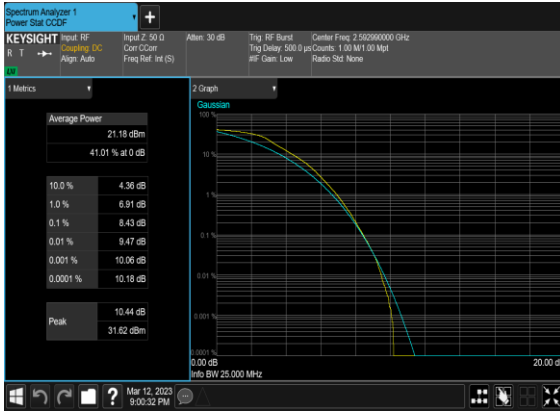 Spectrum Analyzer 1
Power Stat CCDF
+
KEYSIGHT
R T
Input: RF
Coupling: DC
Align: Auto
Input Z: 50 Ω
Corr CCorr
Freq Ref: Int (S)
Atten: 30 dB
Trig: RF Burst
Trig Delay: 500.0 µs
#IF Gain: Low
Center Freq: 2.592990000 GHz
Counts: 1.00 M/1.00 Mpt
Radio Std: None
1 Metrics
Average Power
21.18 dBm
41.01 % at 0 dB
10.0 % 4.36 dB
1.0 % 6.91 dB
0.1 % 8.43 dB
0.01 % 9.47 dB
0.001 % 10.06 dB
0.0001 % 10.18 dB
Peak
10.44 dB
31.62 dBm
2 Graph
Gaussian
100 %
10 %
1 %
0.1 %
0.01 %
0.001 %
0.0001 %
0.00 dB
20.00 d
Info BW 25.000 MHz
?
Mar 12, 2023
9:00:32 PM